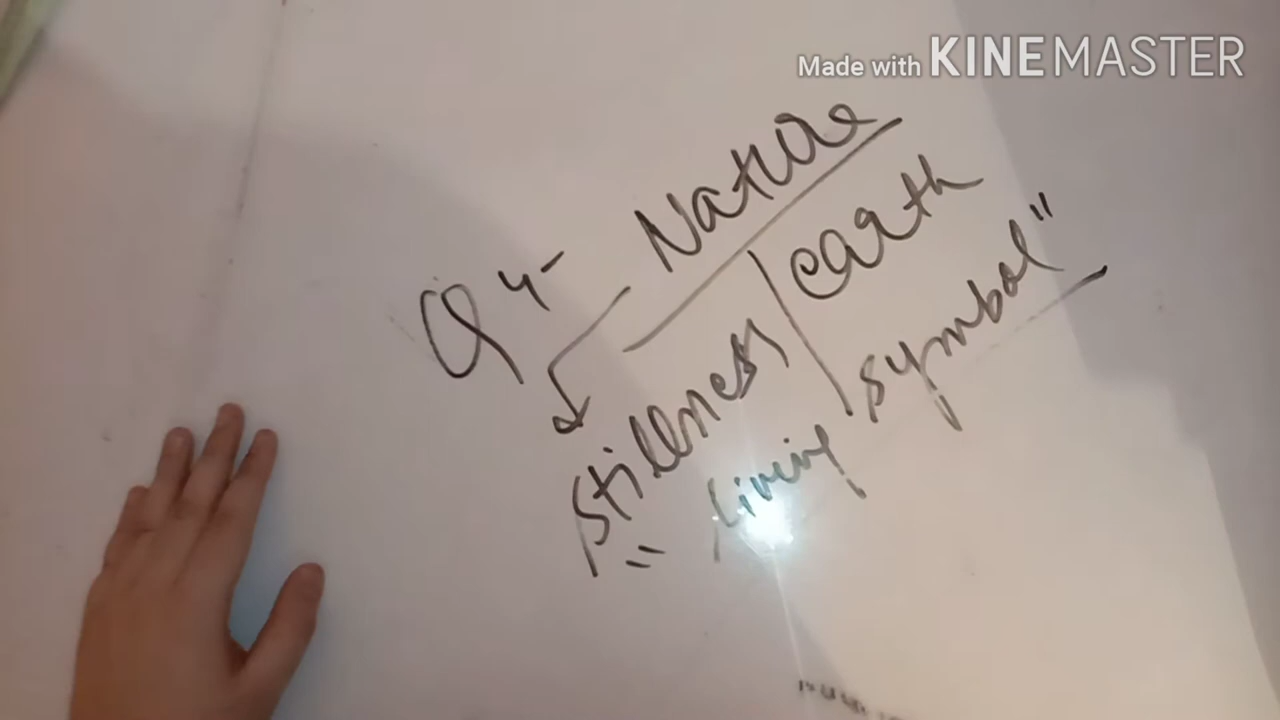 Made with KINEMASTER
Q4- Nature
Stillness | earth
"living symbol"